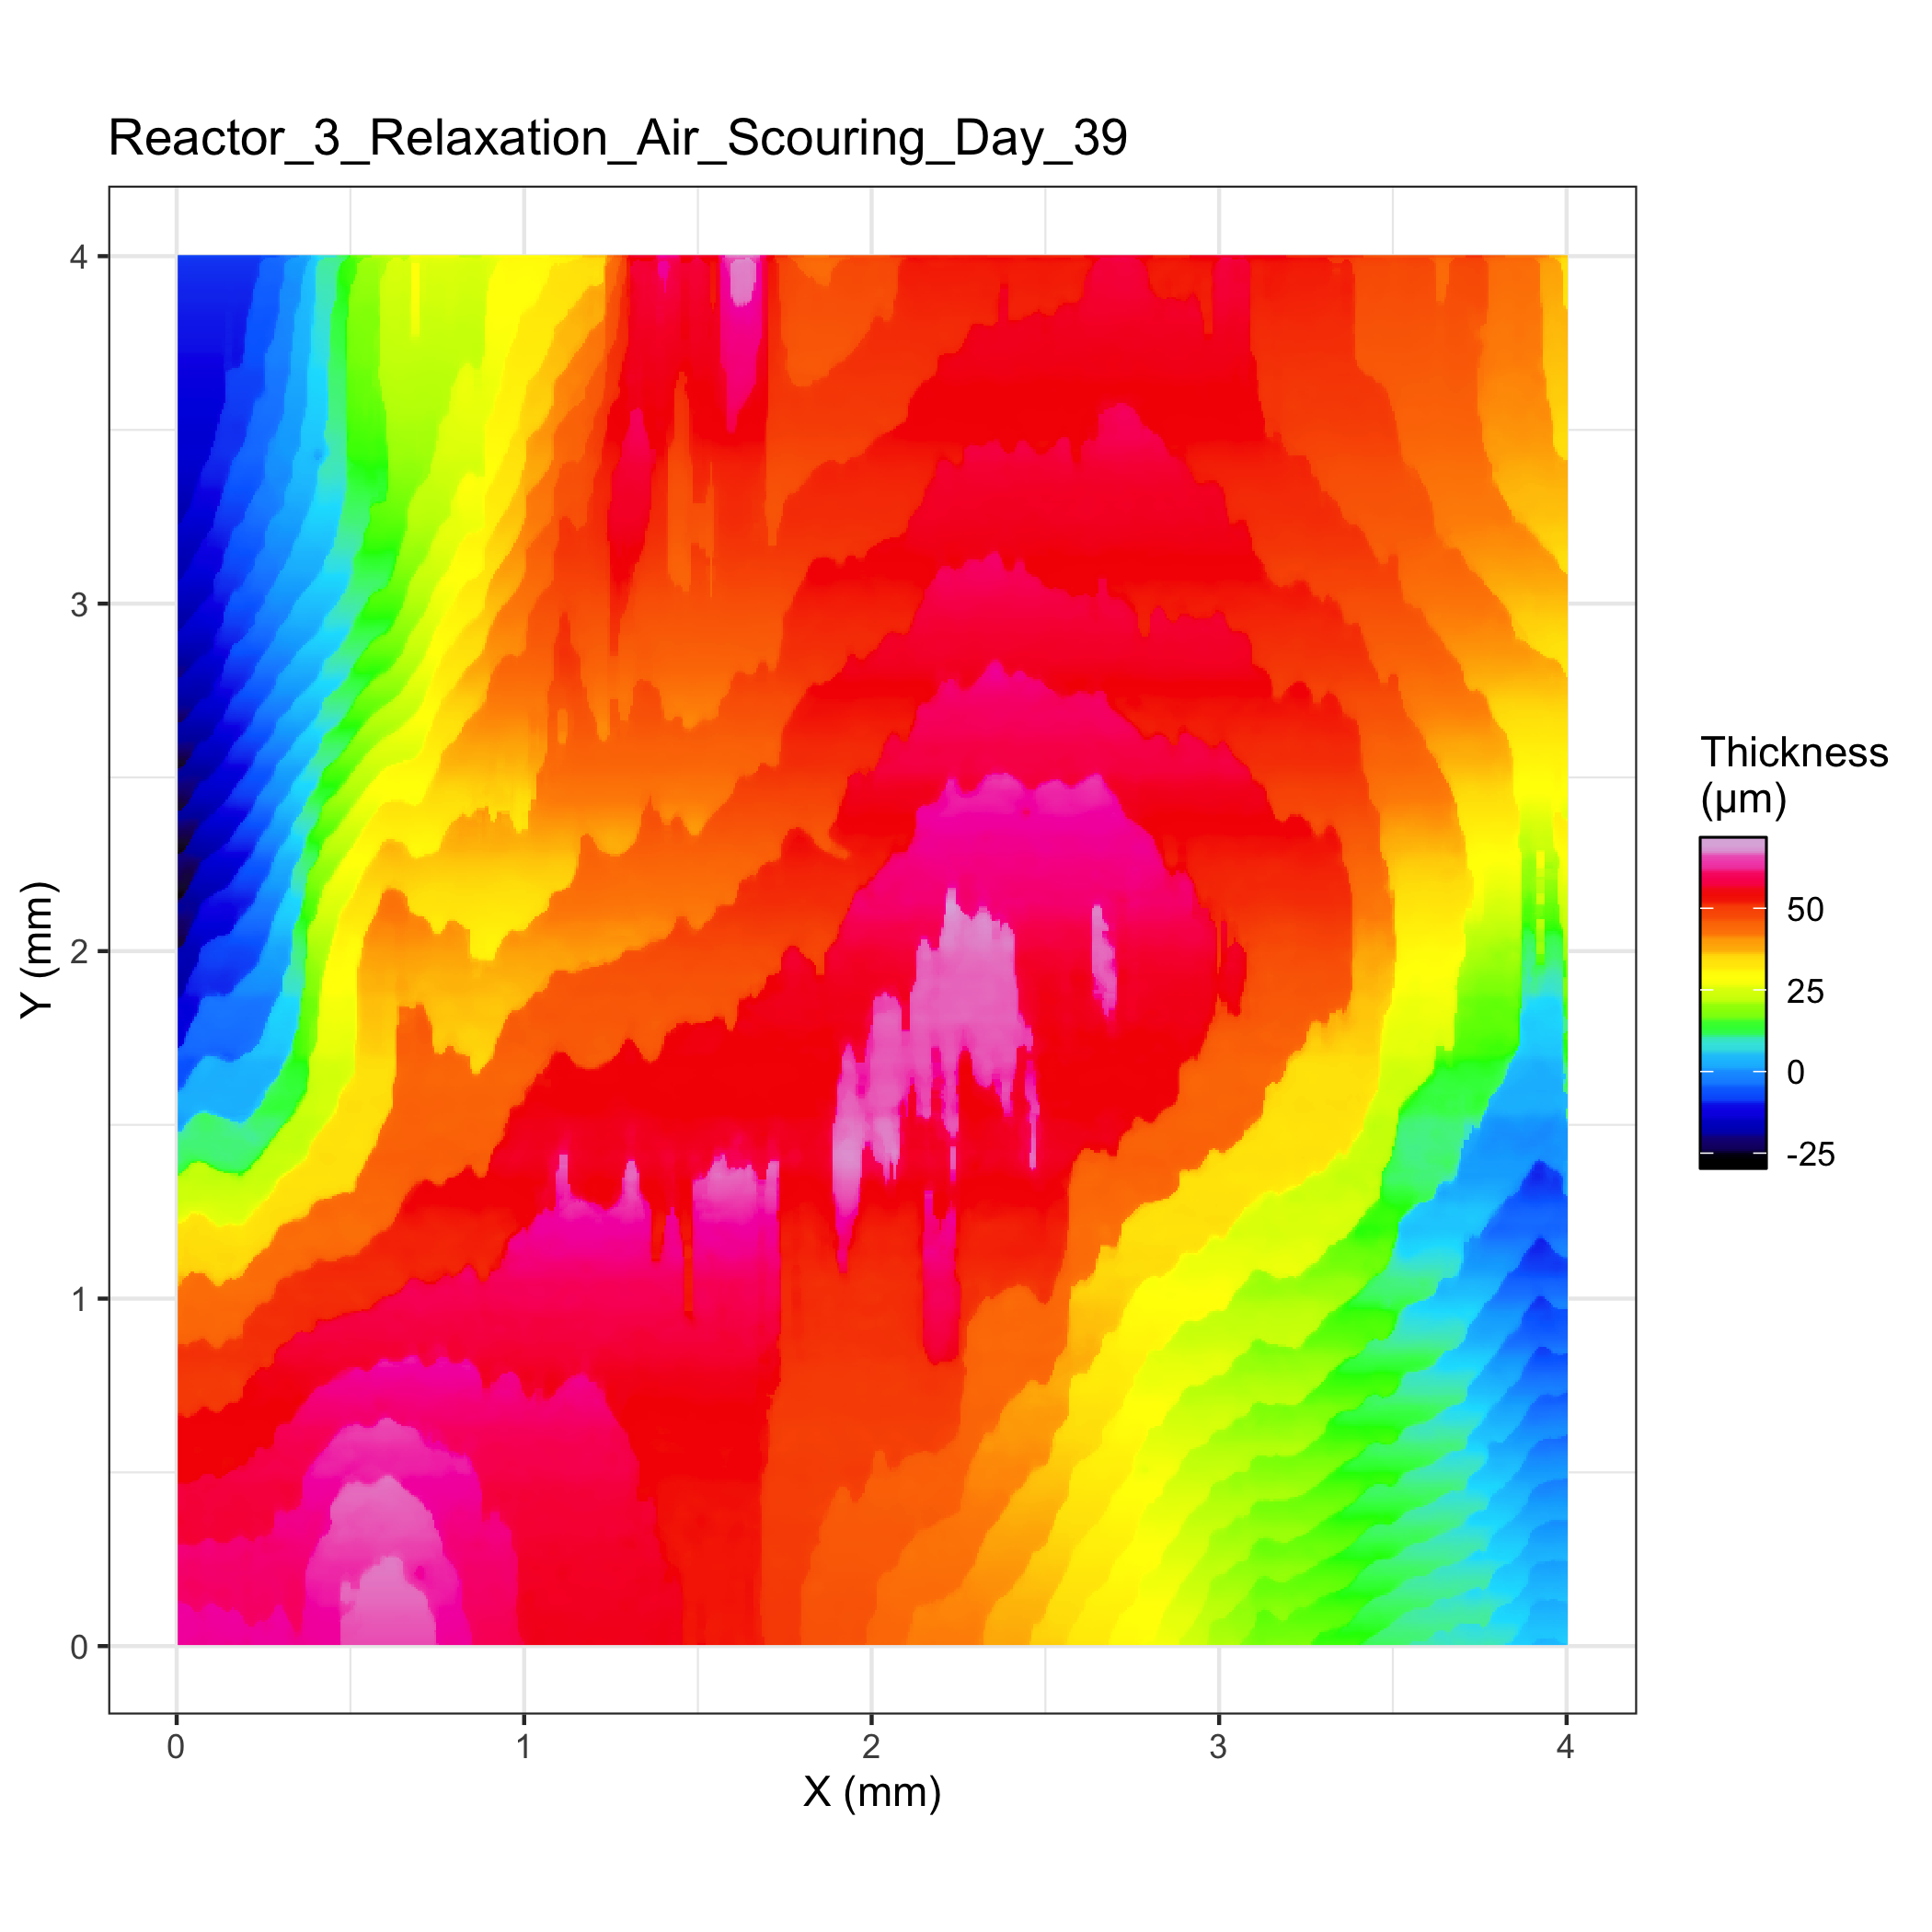 Reactor_3_Relaxation_Air_Scouring_Day_39
4
3
2
1
0
Y (mm)
0 1 2 3 4
X (mm)
Thickness
(µm)
50
25
0
-25